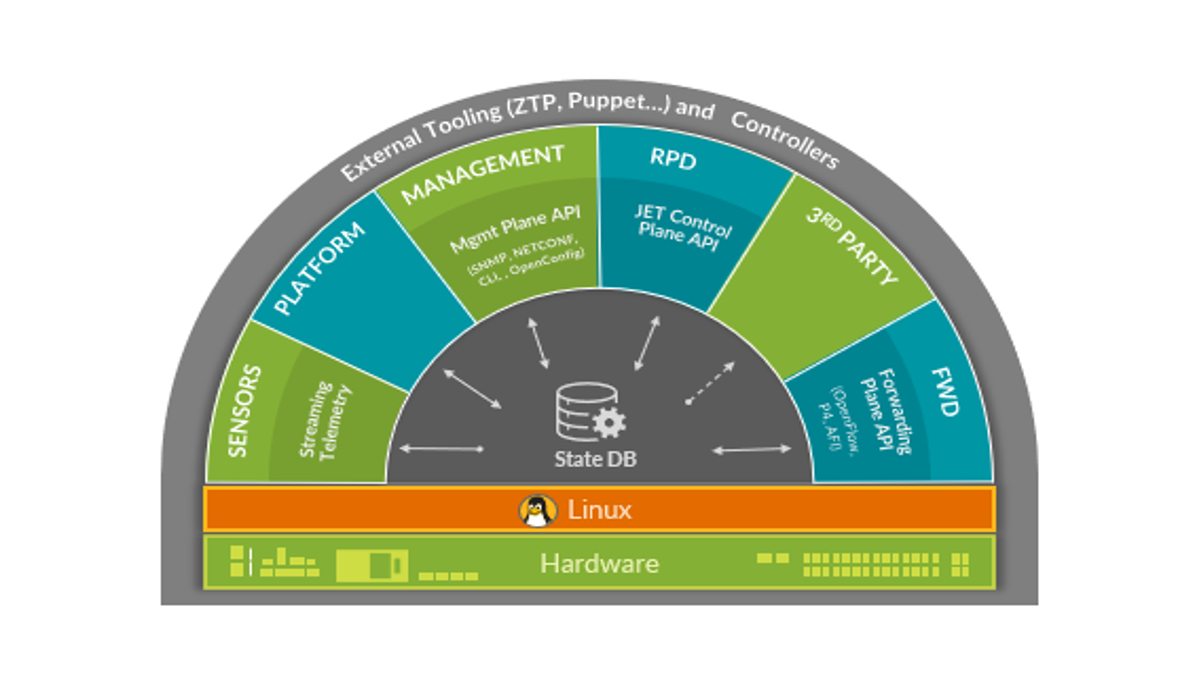 External Tooling (ZTP, Puppet...) and Controllers
SENSORS
Streaming
Telemetry
PLATFORM
MANAGEMENT
Mgmt Plane API
(SNMP, NETCONF,
CLI, , OpenConfig)
RPD
JET Control
Plane API
3RD PARTY
FWD
Forwarding
Plane API
(OpenFlow,
P4, AFI)
State DB
Linux
Hardware